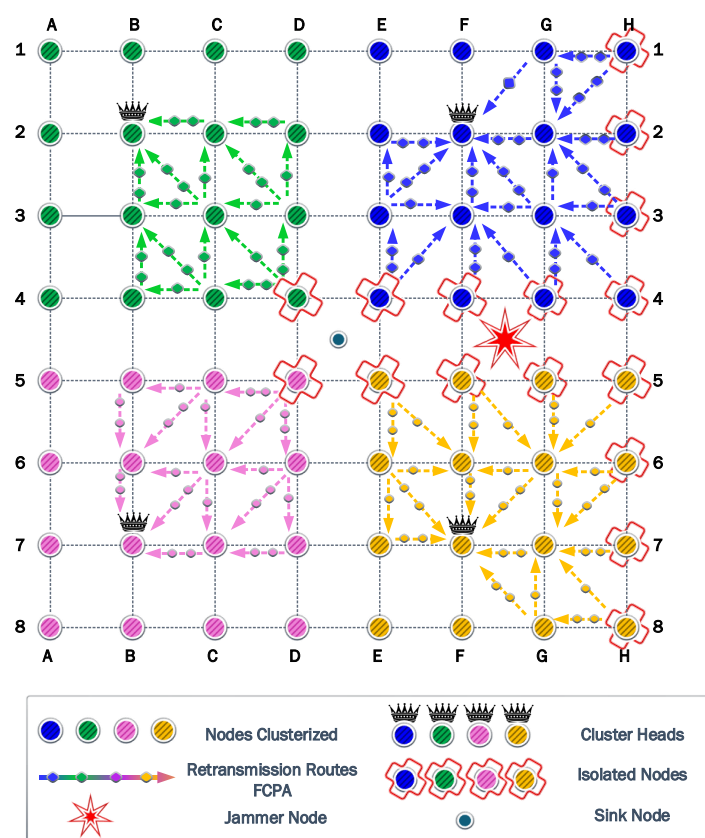 A B C D E F G H
1 1
2 2
3 3
4 4
5 5
6 6
7 7
8 8
A B C D E F G H
Nodes Clusterized
Cluster Heads
Retransmission Routes
FCPA
Isolated Nodes
Jammer Node
Sink Node